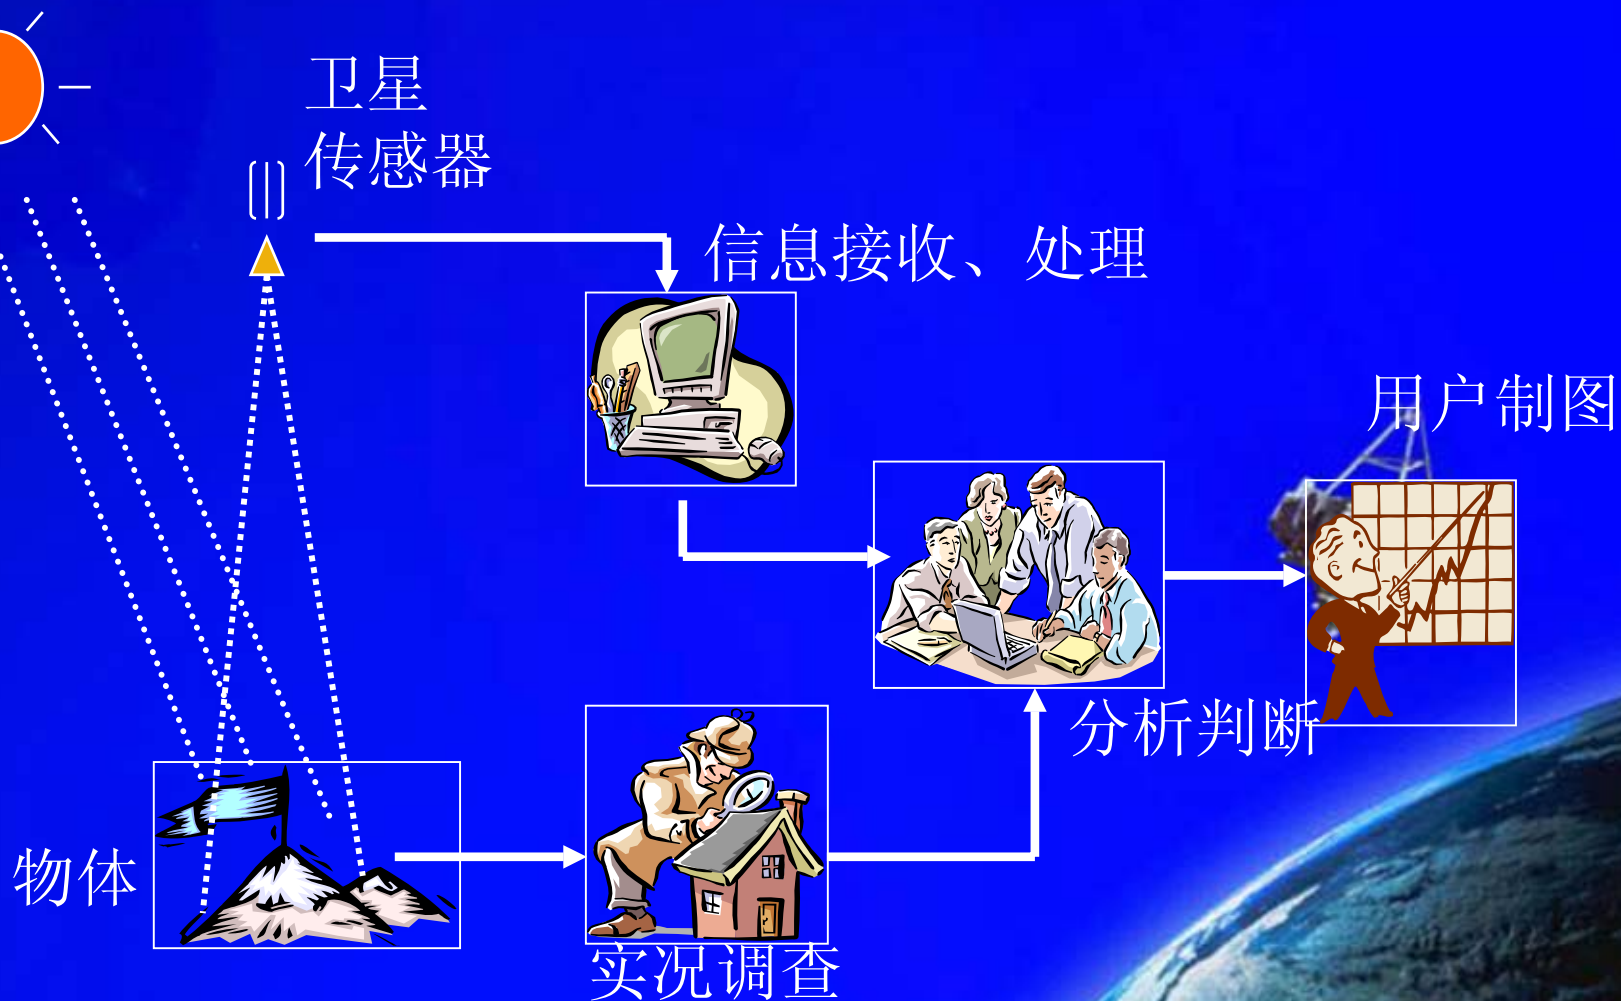 卫星
传感器
信息接收、处理
用户制图
分析判断
物体
实况调查